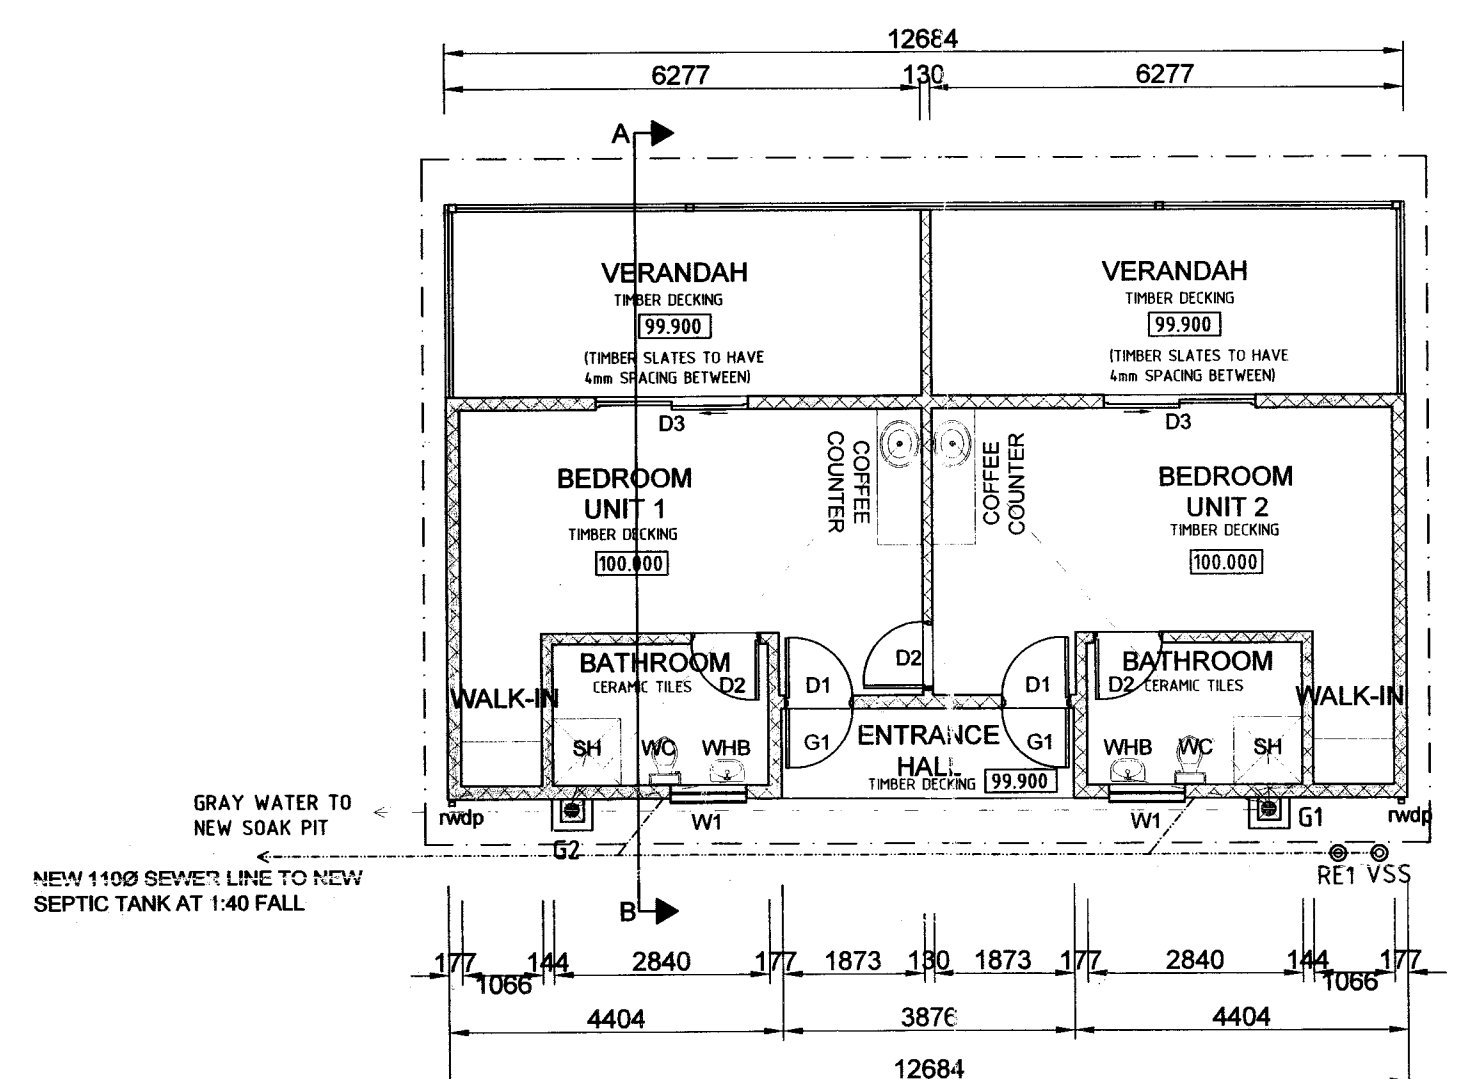 12684
6277
130
6277
A
VERANDAH
TIMBER DECKING
99.900
(TIMBER SLATES TO HAVE
4mm SPACING BETWEEN)
VERANDAH
TIMBER DECKING
99.900
(TIMBER SLATES TO HAVE
4mm SPACING BETWEEN)
D3
D3
COFFEE
COUNTER
COFFEE
COUNTER
BEDROOM
UNIT 1
TIMBER DECKING
100.000
BEDROOM
UNIT 2
TIMBER DECKING
100.000
BATHROOM
CERAMIC TILES
D2
D1
D2
D1
BATHROOM
D2
CERAMIC TILES
WALK-IN
WALK-IN
SH
WC
WHB
G1
ENTRANCE
HALL
TIMBER DECKING
99.900
G1
WHB
WC
SH
GRAY WATER TO
NEW SOAK PIT
rwdp
W1
W1
G1
rwdp
G2
NEW 110Ø SEWER LINE TO NEW
SEPTIC TANK AT 1:40 FALL
RE1 VSS
B
177
1066
144
2840
177
1873
130
1873
177
2840
144
1066
177
4404
3876
4404
12684